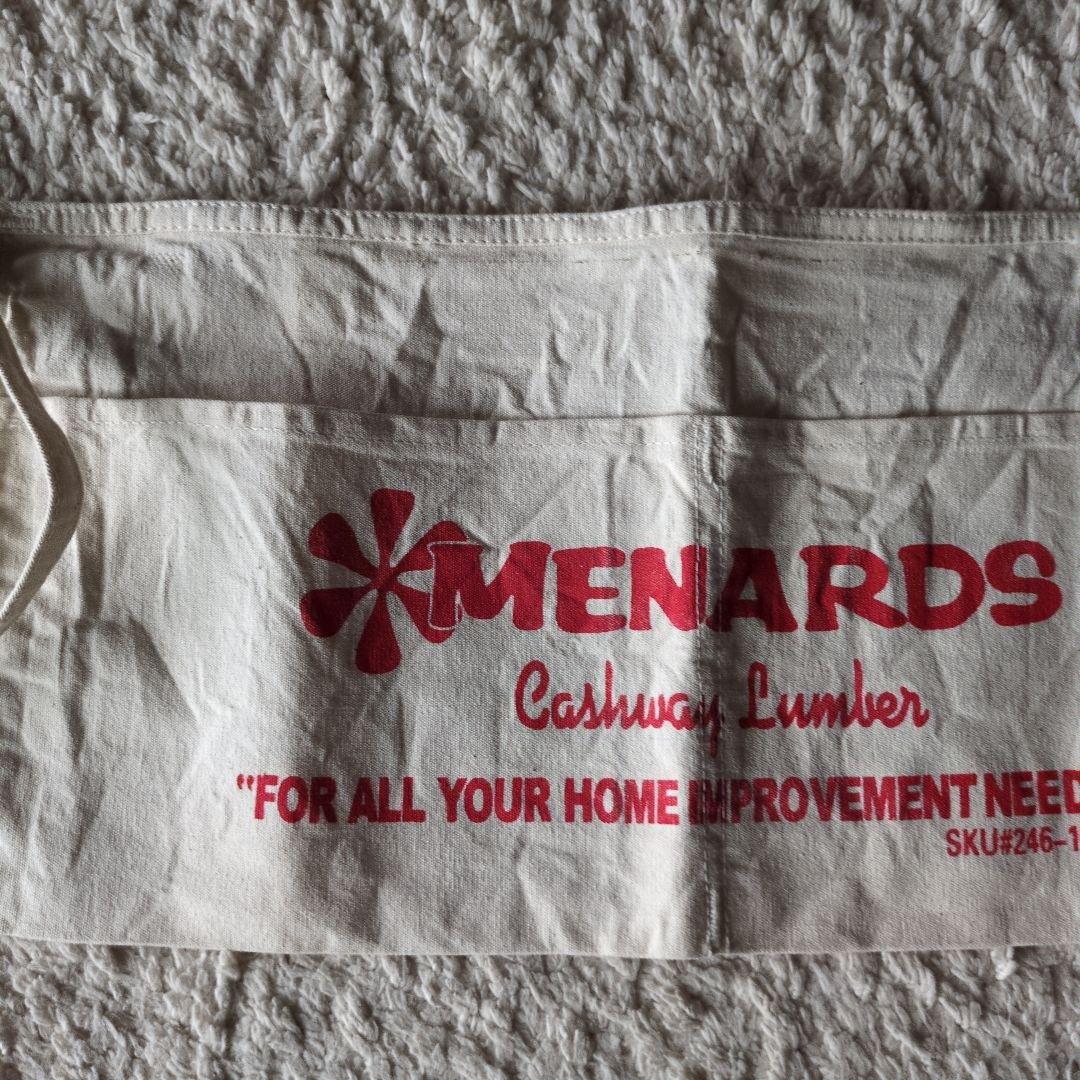 MENARDS
Cashway Lumber
"FOR ALL YOUR HOME IMPROVEMENT NEED
SKU#246-1